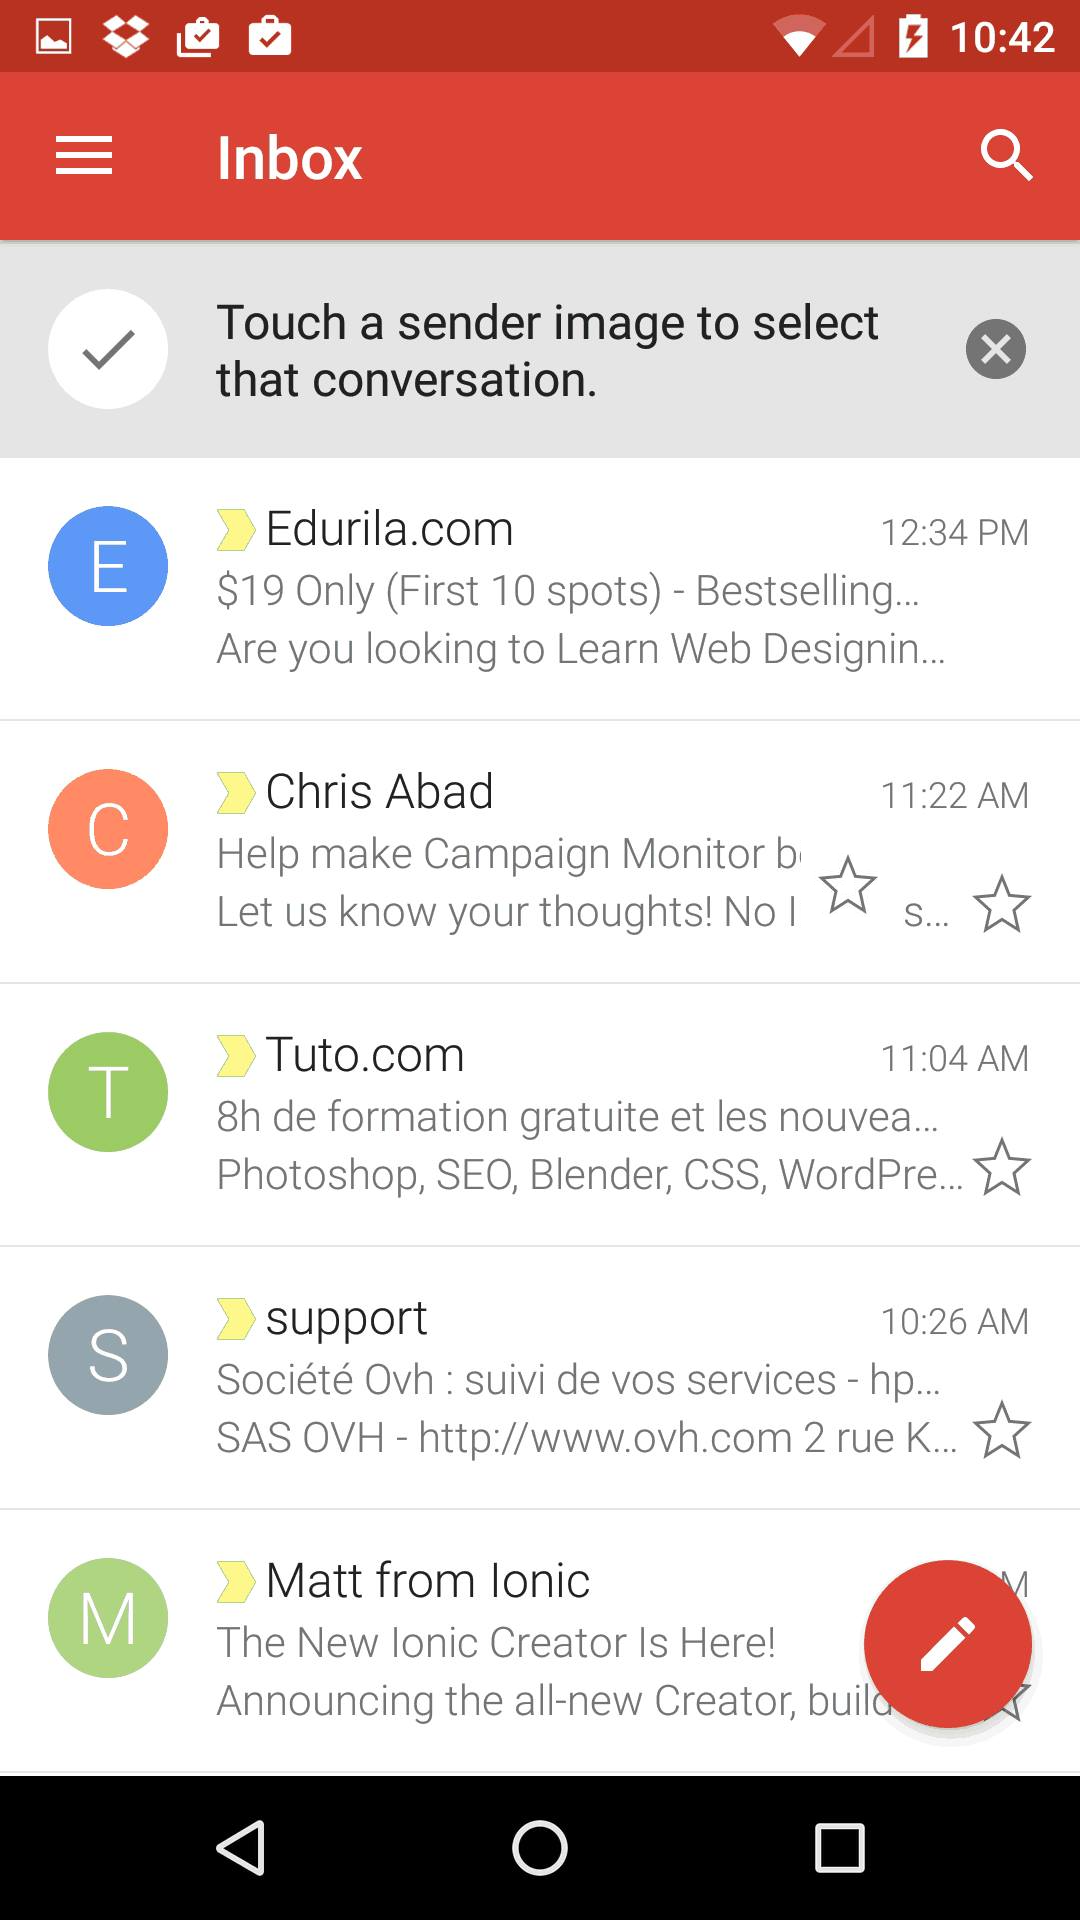 10:42
Inbox
Touch a sender image to select
that conversation.
E
Edurila.com
12:34 PM
$19 Only (First 10 spots) - Bestselling...
Are you looking to Learn Web Designin...
C
Chris Abad
11:22 AM
Help make Campaign Monitor
Let us know your thoughts! No I s...
T
Tuto.com
11:04 AM
8h de formation gratuite et les nouvea...
Photoshop, SEO, Blender, CSS, WordPre...
S
support
10:26 AM
Société Ovh : suivi de vos services - hp...
SAS OVH - http://www.ovh.com 2 rue K...
M
Matt from Ionic
The New Ionic Creator Is Here!
Announcing the all-new Creator, build